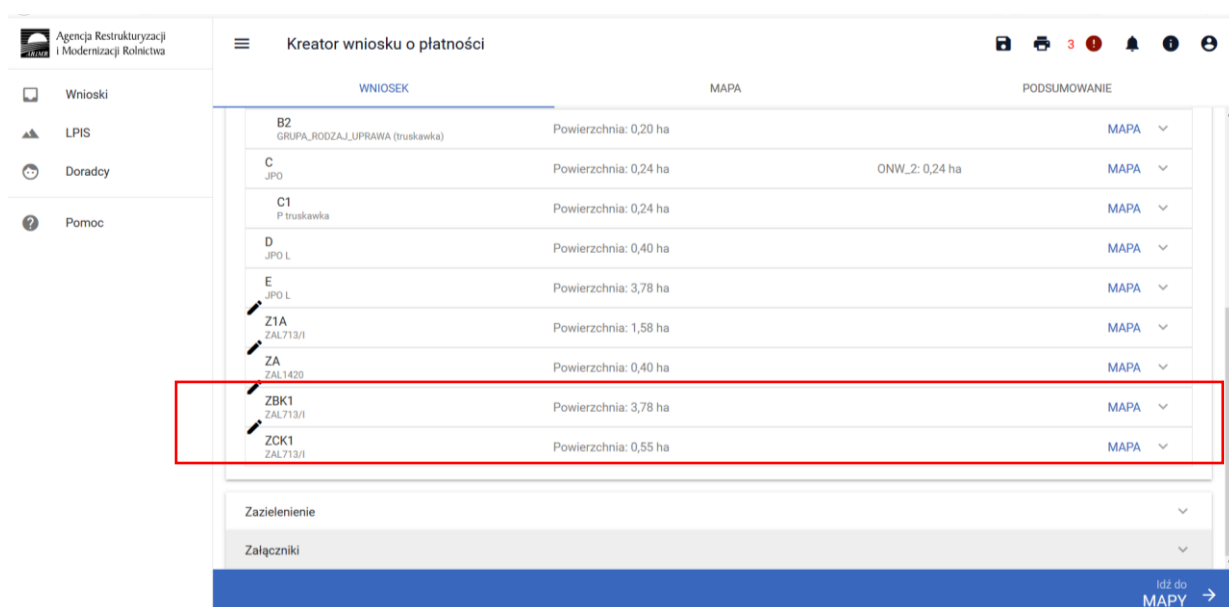 Agencja Restrukturyzacji
i Modernizacji Rolnictwa
ARiMR
Kreator wniosku o płatności
3
WNIOSEK
MAPA
PODSUMOWANIE
Wnioski
LPIS
Doradcy
Pomoc
B2
GRUPA_RODZAJ_UPRAWA (truskawka)
Powierzchnia: 0,20 ha
MAPA
C
JPO
Powierzchnia: 0,24 ha
ONW_2: 0,24 ha
MAPA
C1
P truskawka
Powierzchnia: 0,24 ha
MAPA
D
JPO L
Powierzchnia: 0,40 ha
MAPA
E
JPO L
Powierzchnia: 3,78 ha
MAPA
Z1A
ZAL713/I
Powierzchnia: 1,58 ha
MAPA
ZA
ZAL1420
Powierzchnia: 0,40 ha
MAPA
ZBK1
ZAL713/I
Powierzchnia: 3,78 ha
MAPA
ZCK1
ZAL713/I
Powierzchnia: 0,55 ha
MAPA
Zazielenienie
Załączniki
Idź do
MAPY